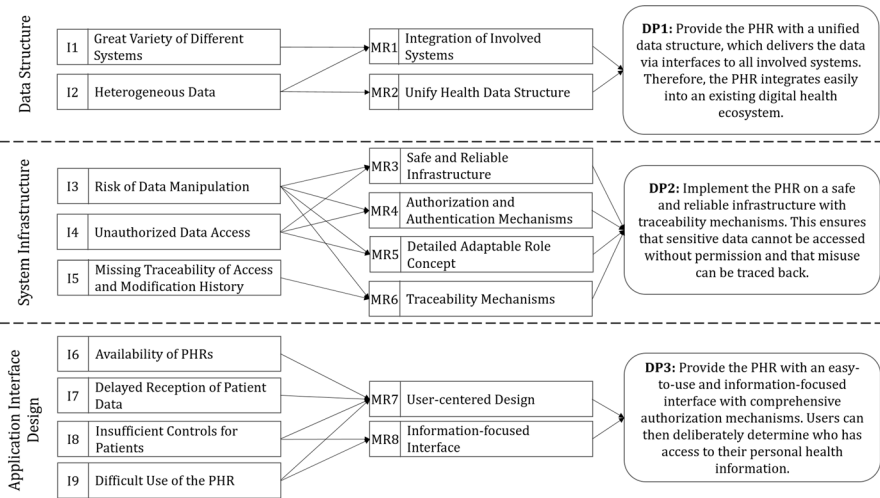 Data Structure
I1
Great Variety of Different
Systems
I2
Heterogeneous Data
MR1
Integration of Involved
Systems
MR2
Unify Health Data Structure
DP1: Provide the PHR with a unified
data structure, which delivers the data
via interfaces to all involved systems.
Therefore, the PHR integrates easily
into an existing digital health
ecosystem.
System Infrastructure
I3
Risk of Data Manipulation
I4
Unauthorized Data Access
I5
Missing Traceability of Access
and Modification History
MR3
Safe and Reliable
Infrastructure
MR4
Authorization and
Authentication Mechanisms
MR5
Detailed Adaptable Role
Concept
MR6
Traceability Mechanisms
DP2: Implement the PHR on a safe
and reliable infrastructure with
traceability mechanisms. This ensures
that sensitive data cannot be accessed
without permission and that misuse
can be traced back.
Application Interface
Design
I6
Availability of PHRs
I7
Delayed Reception of Patient
Data
I8
Insufficient Controls for
Patients
I9
Difficult Use of the PHR
MR7
User-centered Design
MR8
Information-focused
Interface
DP3: Provide the PHR with an easy-
to-use and information-focused
interface with comprehensive
authorization mechanisms. Users can
then deliberately determine who has
access to their personal health
information.